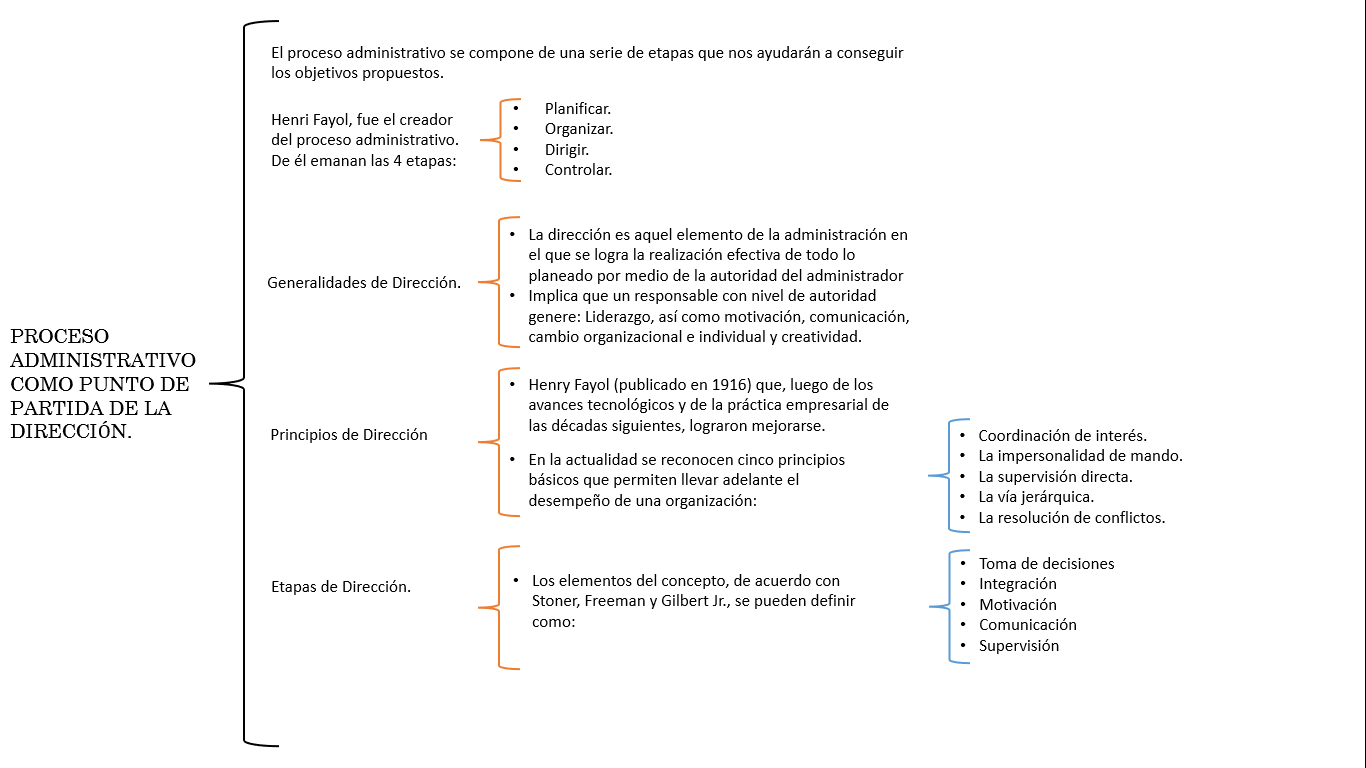 PROCESO
ADMINISTRATIVO
COMO PUNTO DE
PARTIDA DE LA
DIRECCIÓN.
El proceso administrativo se compone de una serie de etapas que nos ayudarán a conseguir
los objetivos propuestos.
Henri Fayol, fue el creador
del proceso administrativo.
De él emanan las 4 etapas:
• Planificar.
• Organizar.
• Dirigir.
• Controlar.
Generalidades de Dirección.
• La dirección es aquel elemento de la administración en
el que se logra la realización efectiva de todo lo
planeado por medio de la autoridad del administrador
• Implica que un responsable con nivel de autoridad
genere: Liderazgo, así como motivación, comunicación,
cambio organizacional e individual y creatividad.
Principios de Dirección
• Henry Fayol (publicado en 1916) que, luego de los
avances tecnológicos y de la práctica empresarial de
las décadas siguientes, lograron mejorarse.
• En la actualidad se reconocen cinco principios
básicos que permiten llevar adelante el
desempeño de una organización:
• Coordinación de interés.
• La impersonalidad de mando.
• La supervisión directa.
• La vía jerárquica.
• La resolución de conflictos.
Etapas de Dirección.
• Los elementos del concepto, de acuerdo con
Stoner, Freeman y Gilbert Jr., se pueden definir
como:
• Toma de decisiones
• Integración
• Motivación
• Comunicación
• Supervisión